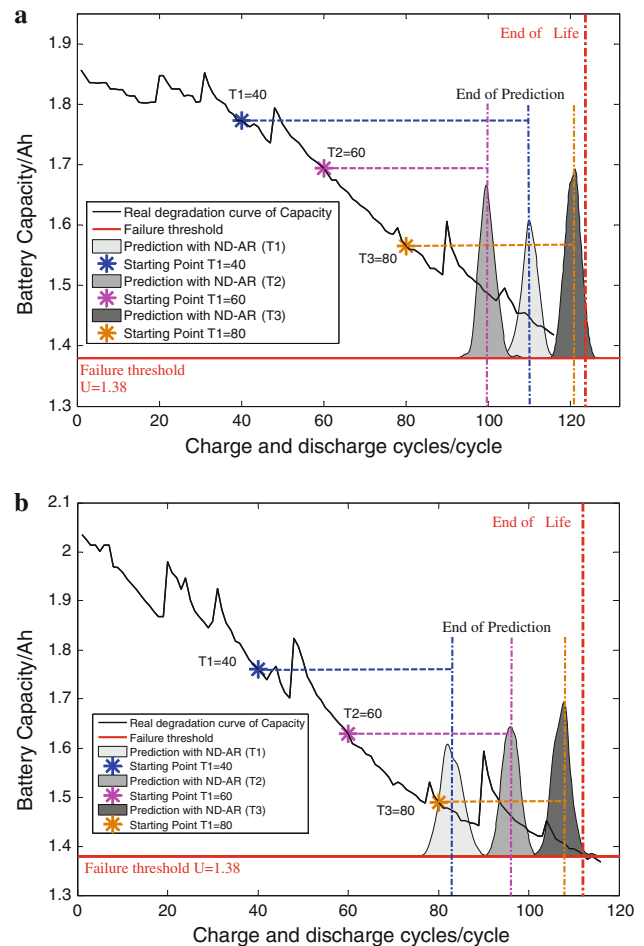 a
1.9
1.8
1.7
1.6
1.5
1.4
1.3
Battery Capacity/Ah
End of Life
T1=40
End of Prediction
T2=60
T3=80
Real degradation curve of Capacity
Failure threshold
Prediction with ND-AR (T1)
Starting Point T1=40
Prediction with ND-AR (T2)
Starting Point T1=60
Prediction with ND-AR (T3)
Starting Point T1=80
Failure threshold
U=1.38
0 20 40 60 80 100 120
Charge and discharge cycles/cycle
b
2.1
2
1.9
1.8
1.7
1.6
1.5
1.4
1.3
Battery Capacity/Ah
End of Life
End of Prediction
T1=40
T2=60
T3=80
Real degradation curve of Capacity
Failure threshold
Prediction with ND-AR (T1)
Starting Point T1=40
Prediction with ND-AR (T2)
Starting Point T1=60
Prediction with ND-AR (T3)
Starting Point T1=80
Failure threshold U=1.38
0 20 40 60 80 100 120
Charge and discharge cycles/cycle